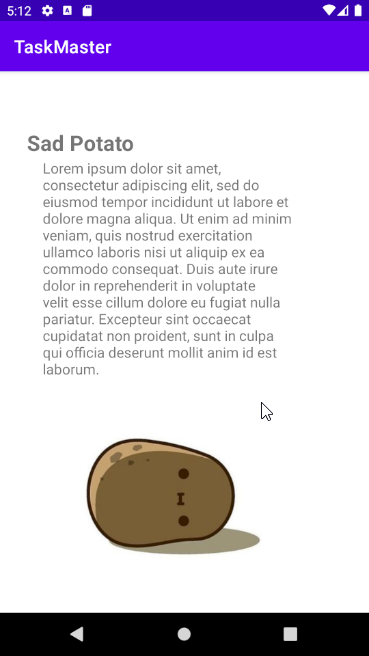 5:12
TaskMaster
Sad Potato
Lorem ipsum dolor sit amet,
consectetur adipiscing elit, sed do
eiusmod tempor incididunt ut labore et
dolore magna aliqua. Ut enim ad minim
veniam, quis nostrud exercitation
ullamco laboris nisi ut aliquip ex ea
commodo consequat. Duis aute irure
dolor in reprehenderit in voluptate
velit esse cillum dolore eu fugiat nulla
pariatur. Excepteur sint occaecat
cupidatat non proident, sunt in culpa
qui officia deserunt mollit anim id est
laborum.